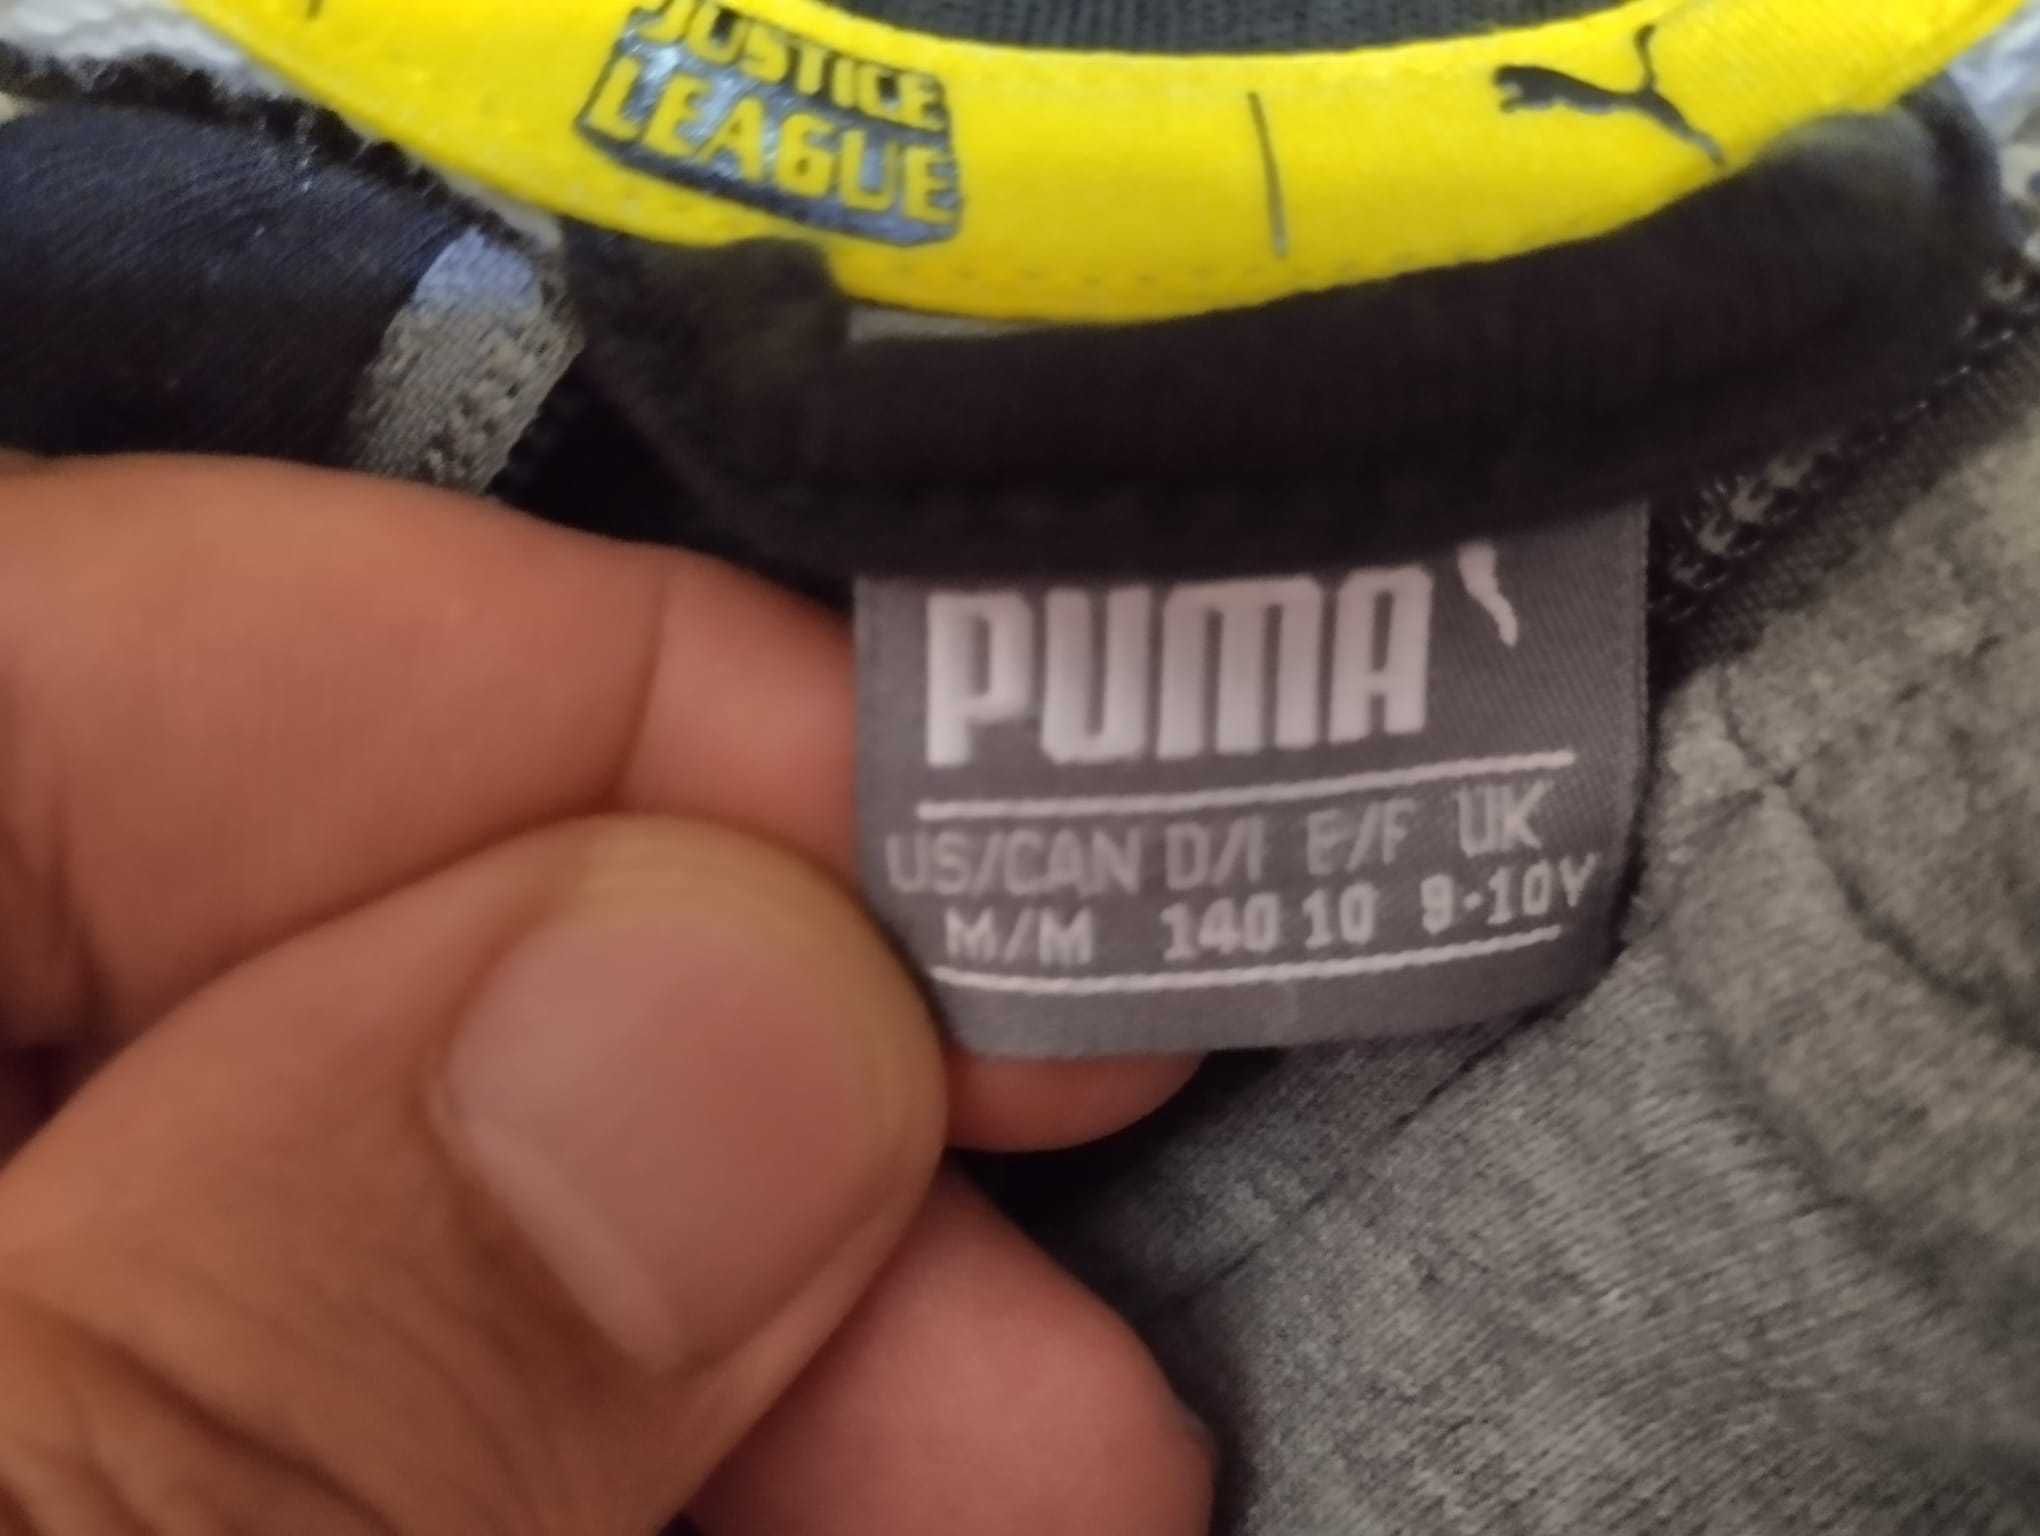 JUSTICE
LEAGUE
PUMA
US/CAN D/I E/F UK
M/M 140 10 9-10Y